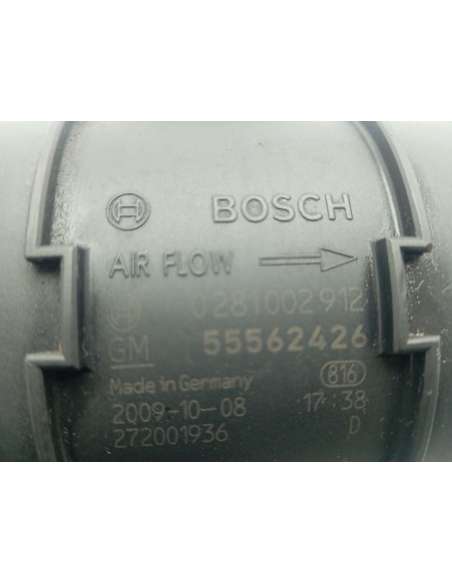 BOSCH
AIR FLOW
0281002912
GM 55562426
Made in Germany 816
2009-10-08 17:38
272001936 D